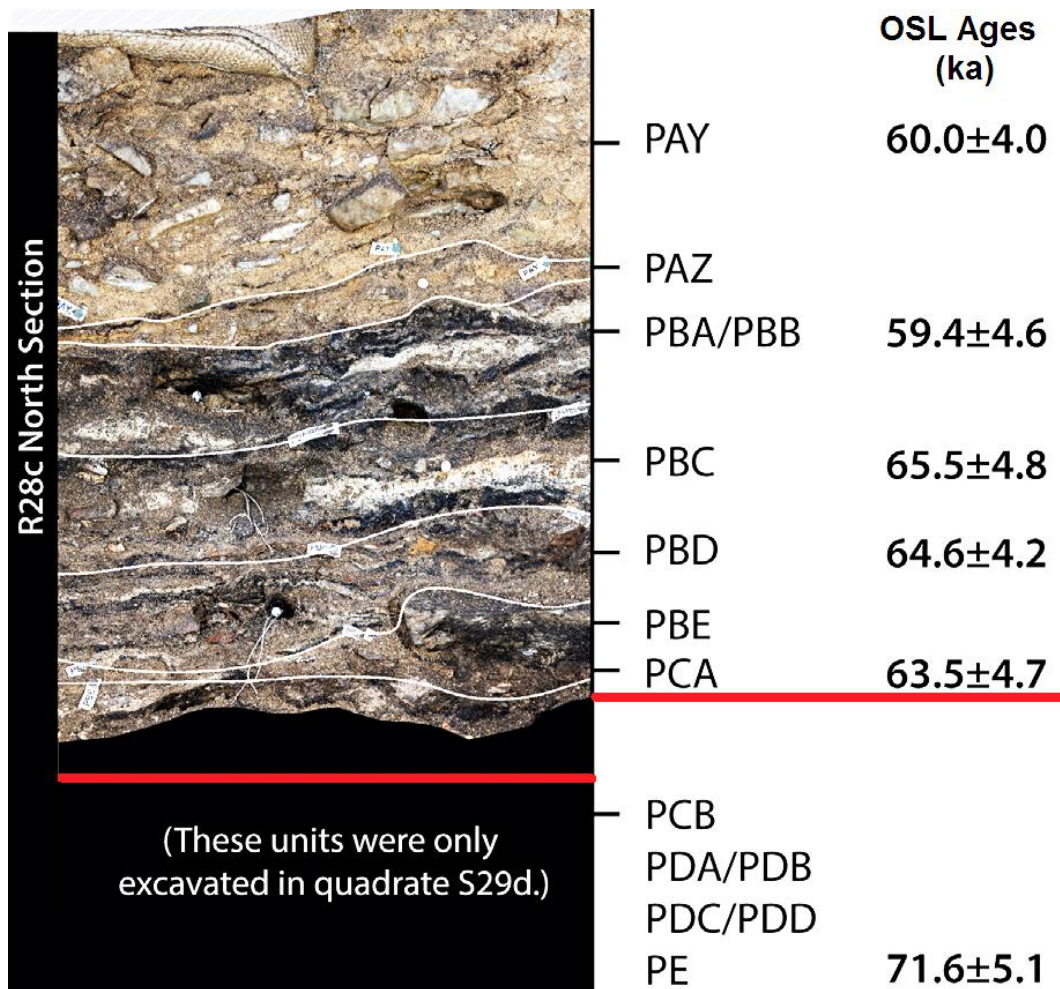 OSL Ages
(ka)
PAY 60.0±4.0
PAZ
PBA/PBB 59.4±4.6
PBC 65.5±4.8
PBD 64.6±4.2
PBE
PCA 63.5±4.7
PCB
PDA/PDB
PDC/PDD
PE 71.6±5.1
R28c North Section
(These units were only
excavated in quadrate S29d.)
PAY